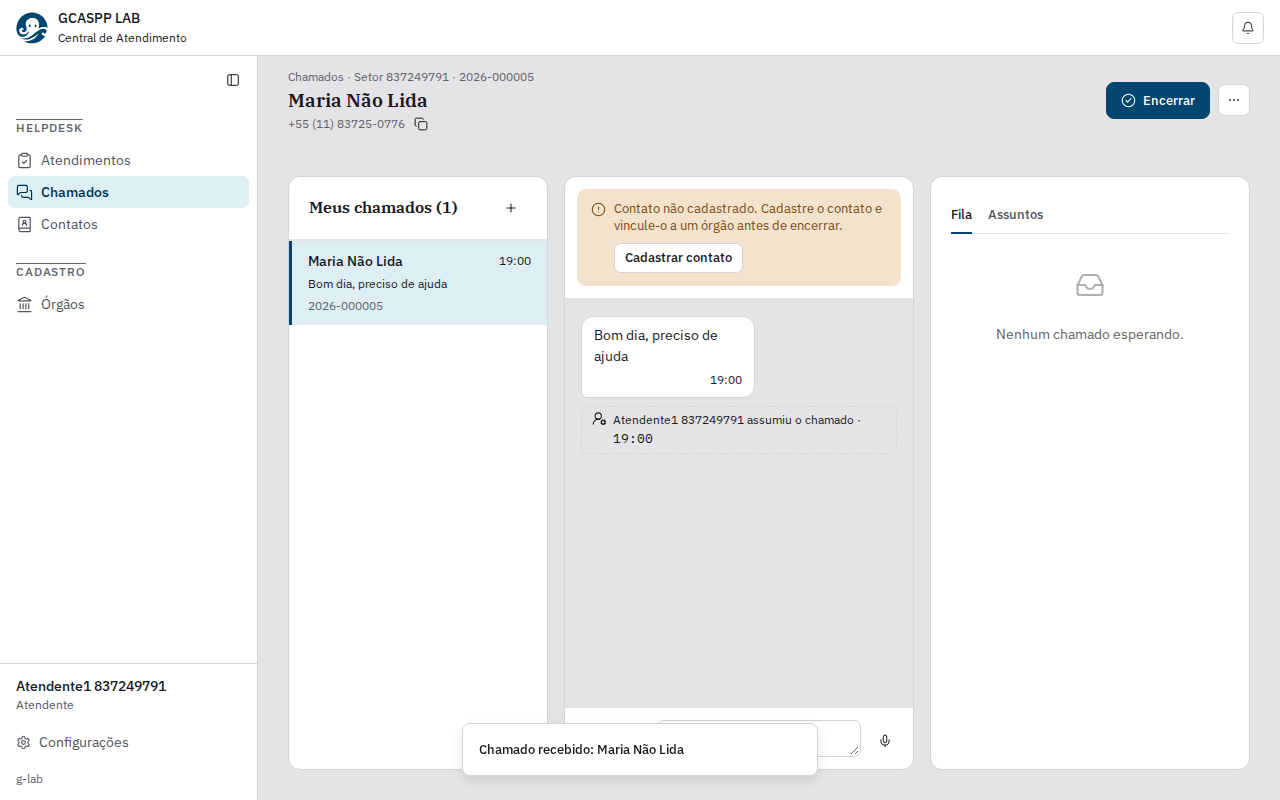 GCASPP LAB
Central de Atendimento
HELPDESK
Atendimentos
Chamados
Contatos
CADASTRO
Órgãos
Atendente1 837249791
Atendente
Configurações
g-lab
Chamados · Setor 837249791 · 2026-000005
Maria Não Lida
+55 (11) 83725-0776
Encerrar
Meus chamados (1)
Maria Não Lida 19:00
Bom dia, preciso de ajuda
2026-000005
Contato não cadastrado. Cadastre o contato e
vincule-o a um órgão antes de encerrar.
Cadastrar contato
Bom dia, preciso de
ajuda
19:00
Atendente1 837249791 assumiu o chamado ·
19:00
Fila Assuntos
Nenhum chamado esperando.
Chamado recebido: Maria Não Lida